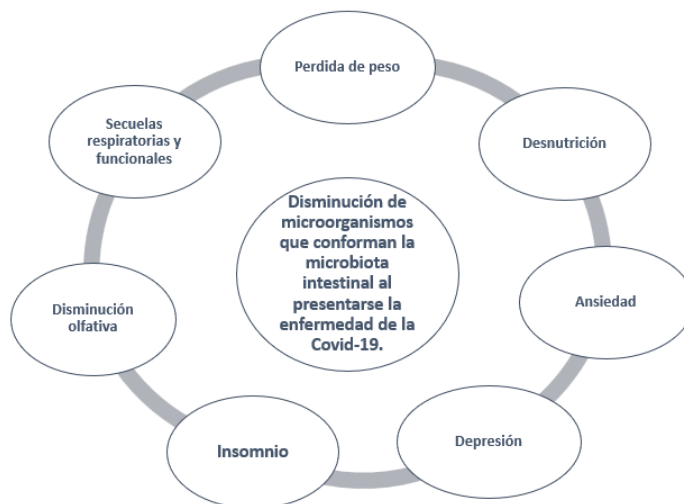 Perdida de peso
Desnutrición
Ansiedad
Depresión
Insomnio
Disminución
olfativa
Secuelas
respiratorias y
funcionales
Disminución de
microorganismos
que conforman la
microbiota
intestinal al
presentarse la
enfermedad de la
Covid-19.